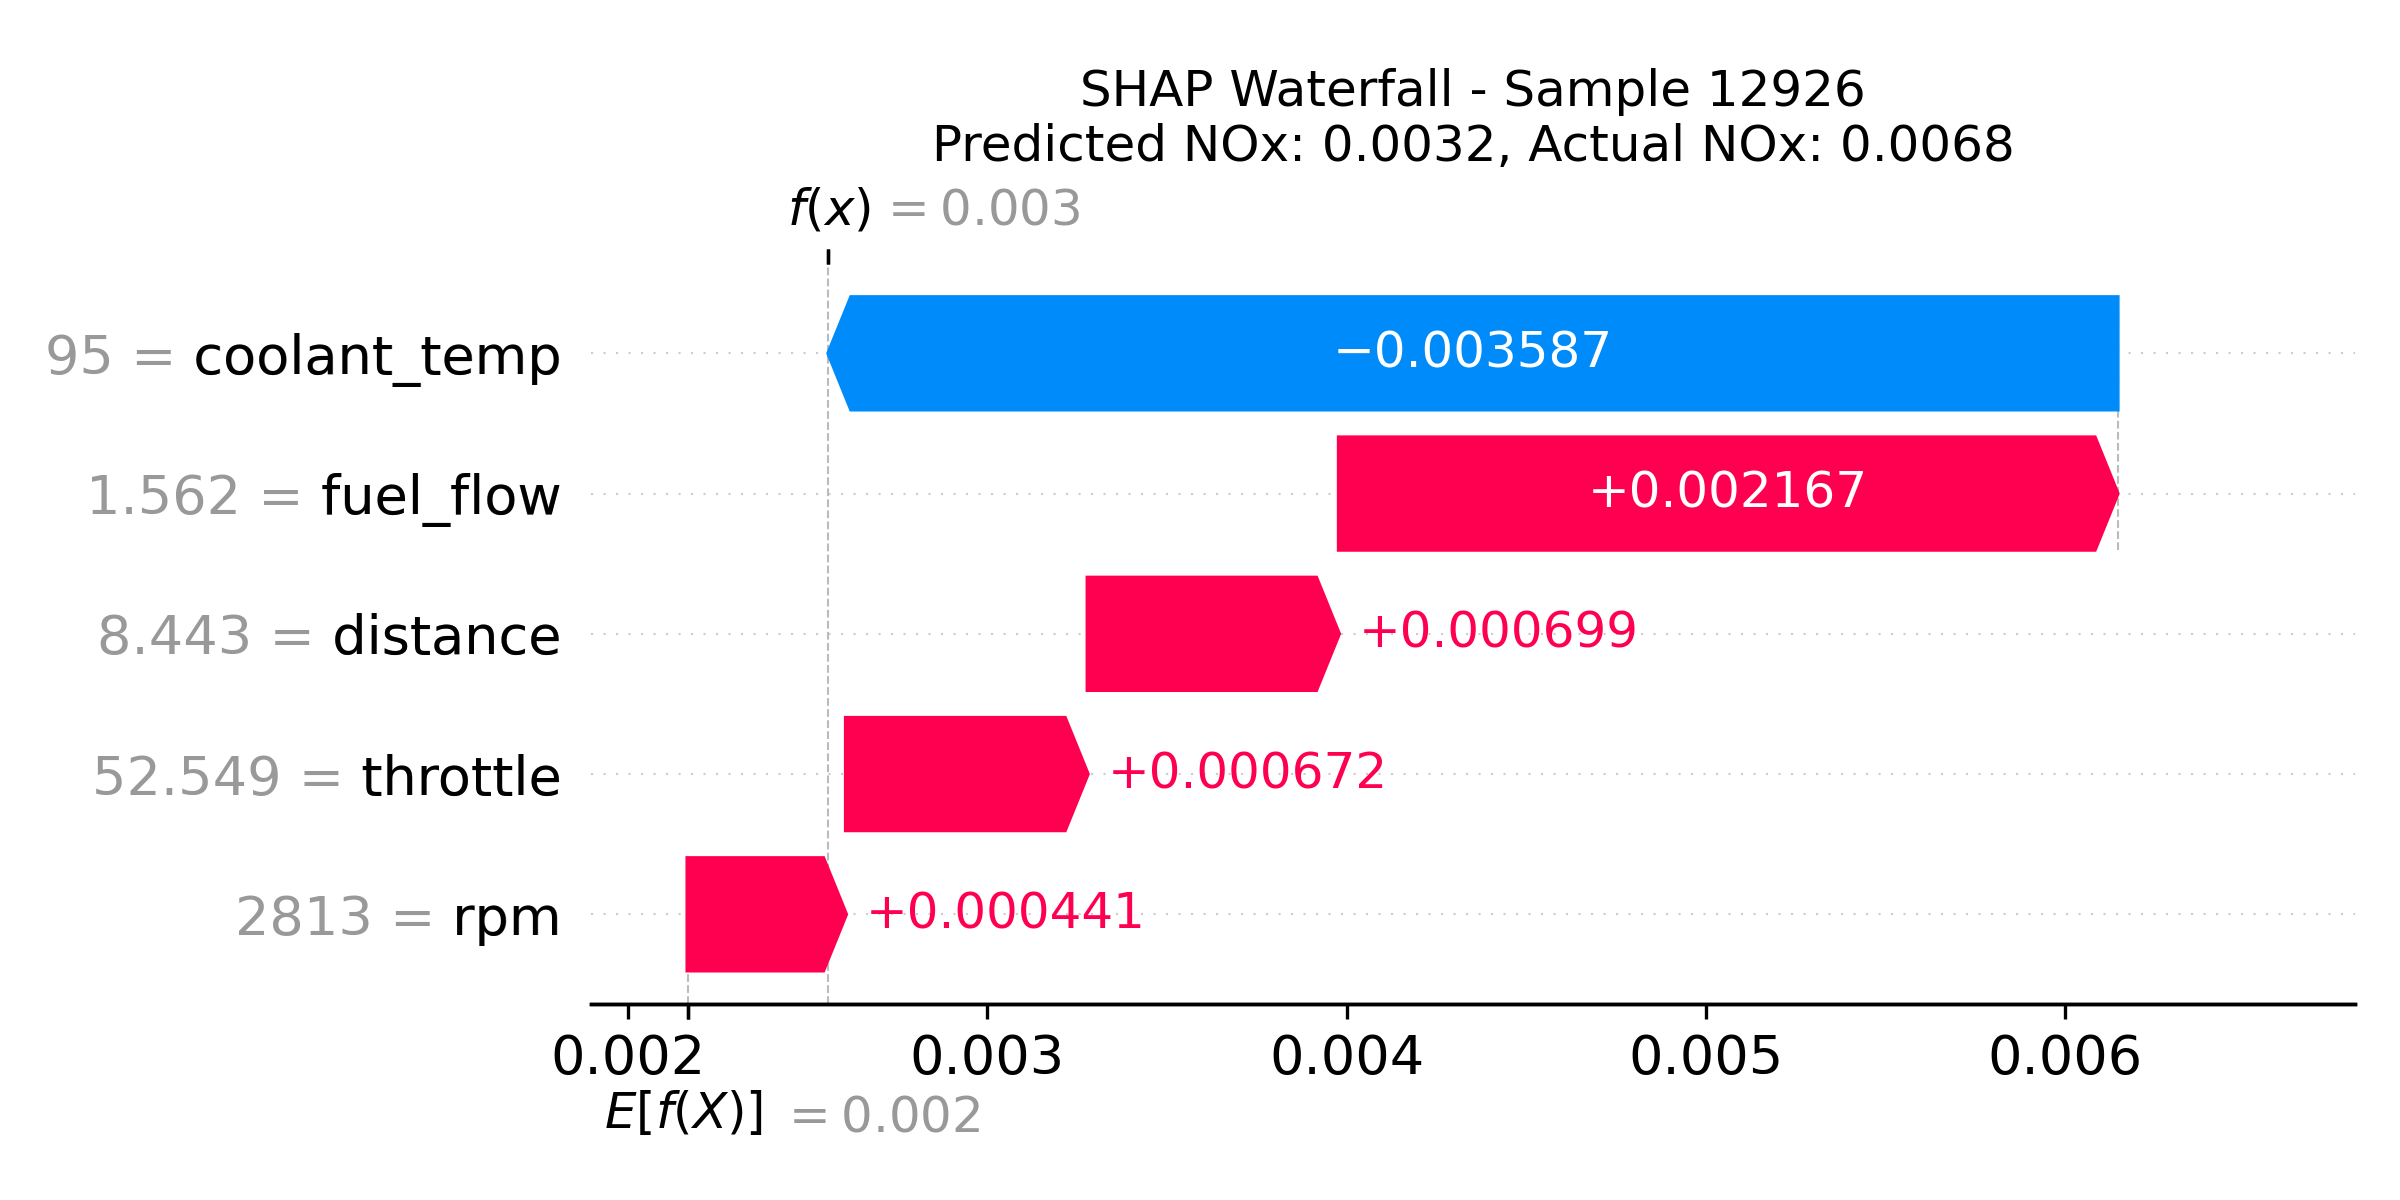 SHAP Waterfall - Sample 12926
Predicted NOx: 0.0032, Actual NOx: 0.0068
f(x) = 0.003
95 = coolant_temp −0.003587
1.562 = fuel_flow +0.002167
8.443 = distance +0.000699
52.549 = throttle +0.000672
2813 = rpm +0.000441
0.002 0.003 0.004 0.005 0.006
E[f(X)] = 0.002